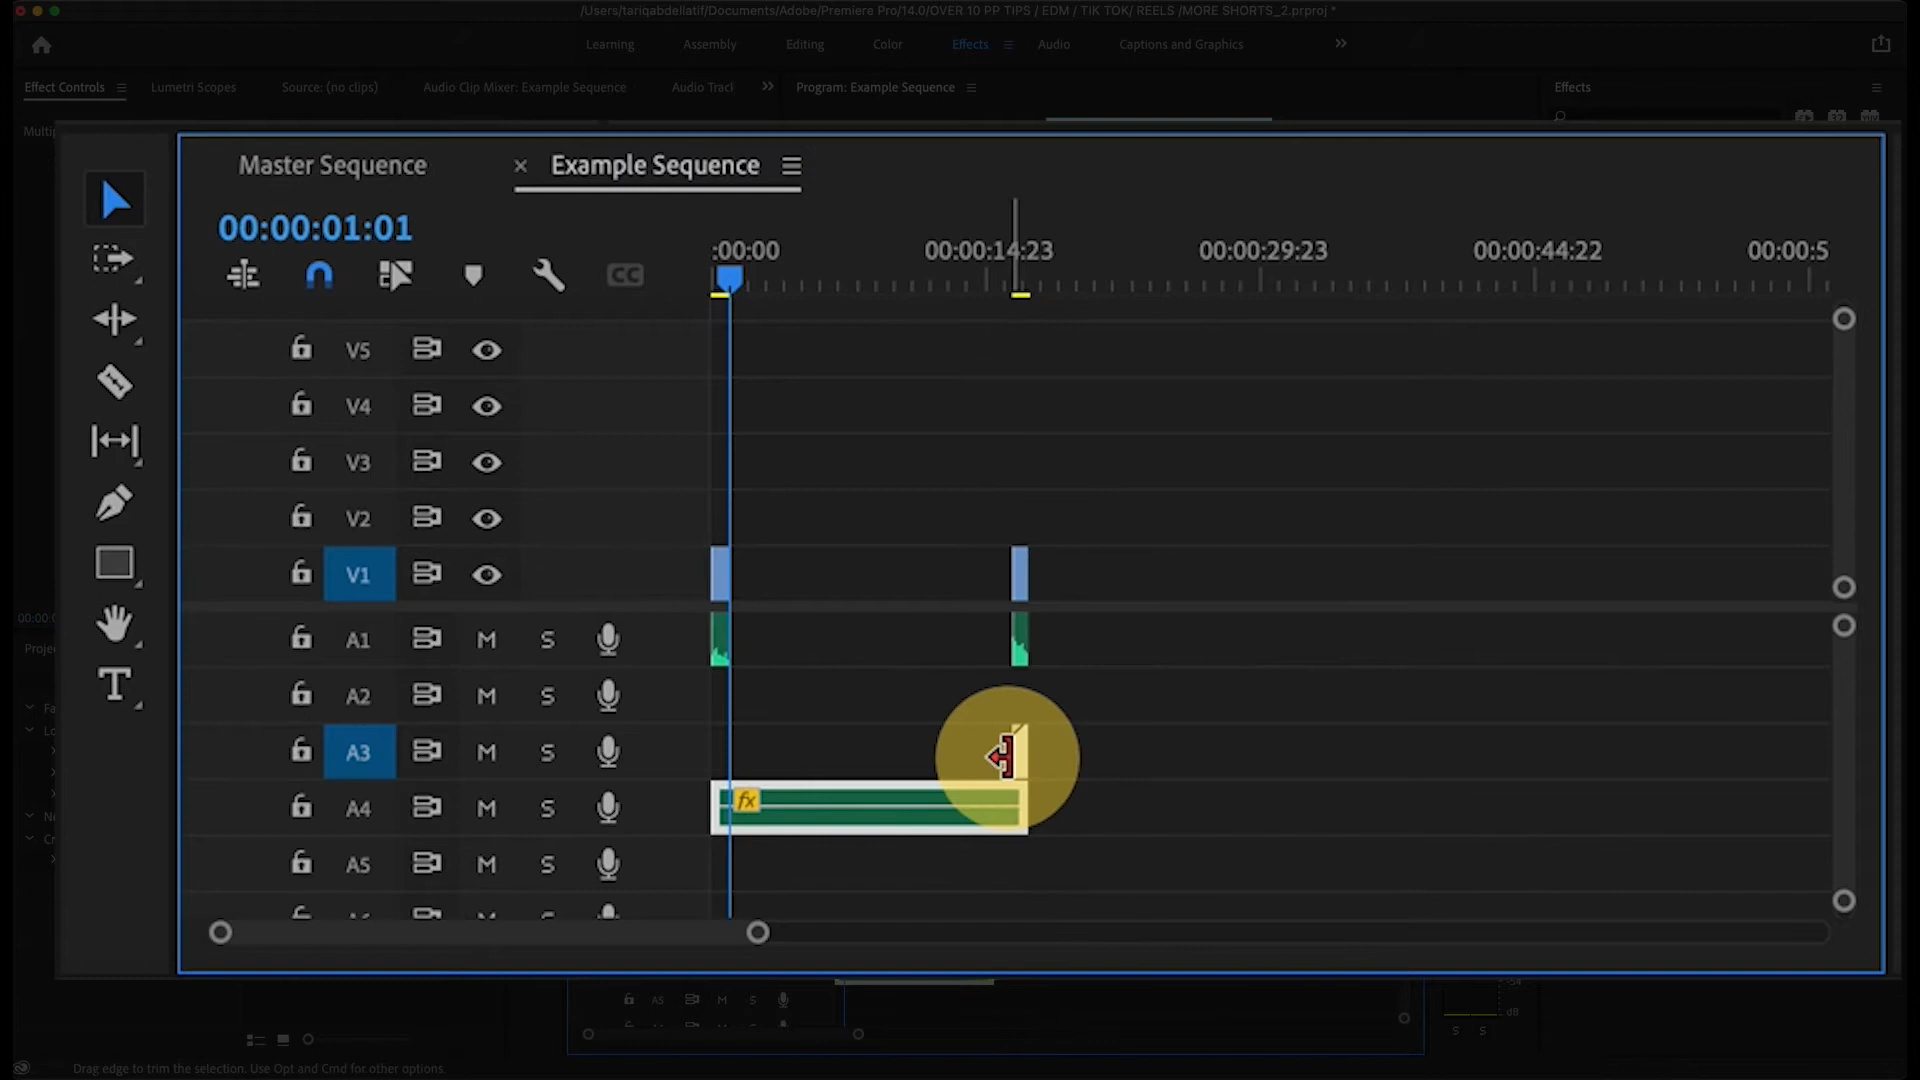 /Users/tariqabdellatif/Documents/Adobe/Premiere Pro/14.0/OVER 10 PP TIPS / EDM / TIK TOK/ REELS /MORE SHORTS_2.prproj *
Learning Assembly Editing Color Effects Audio Captions and Graphics
Effect Controls Lumetri Scopes Source: (no clips) Audio Clip Mixer: Example Sequence Audio Tracl Program: Example Sequence Effects
Master Sequence × Example Sequence
00:00:01:01
:00:00 00:00:14:23 00:00:29:23 00:00:44:22 00:00:5
CC
V5
V4
V3
V2
V1
A1 M S
A2 M S
A3 M S
A4 M S fx
A5 M S
A5 M S
dB
S S
Drag edge to trim the selection. Use Opt and Cmd for other options.